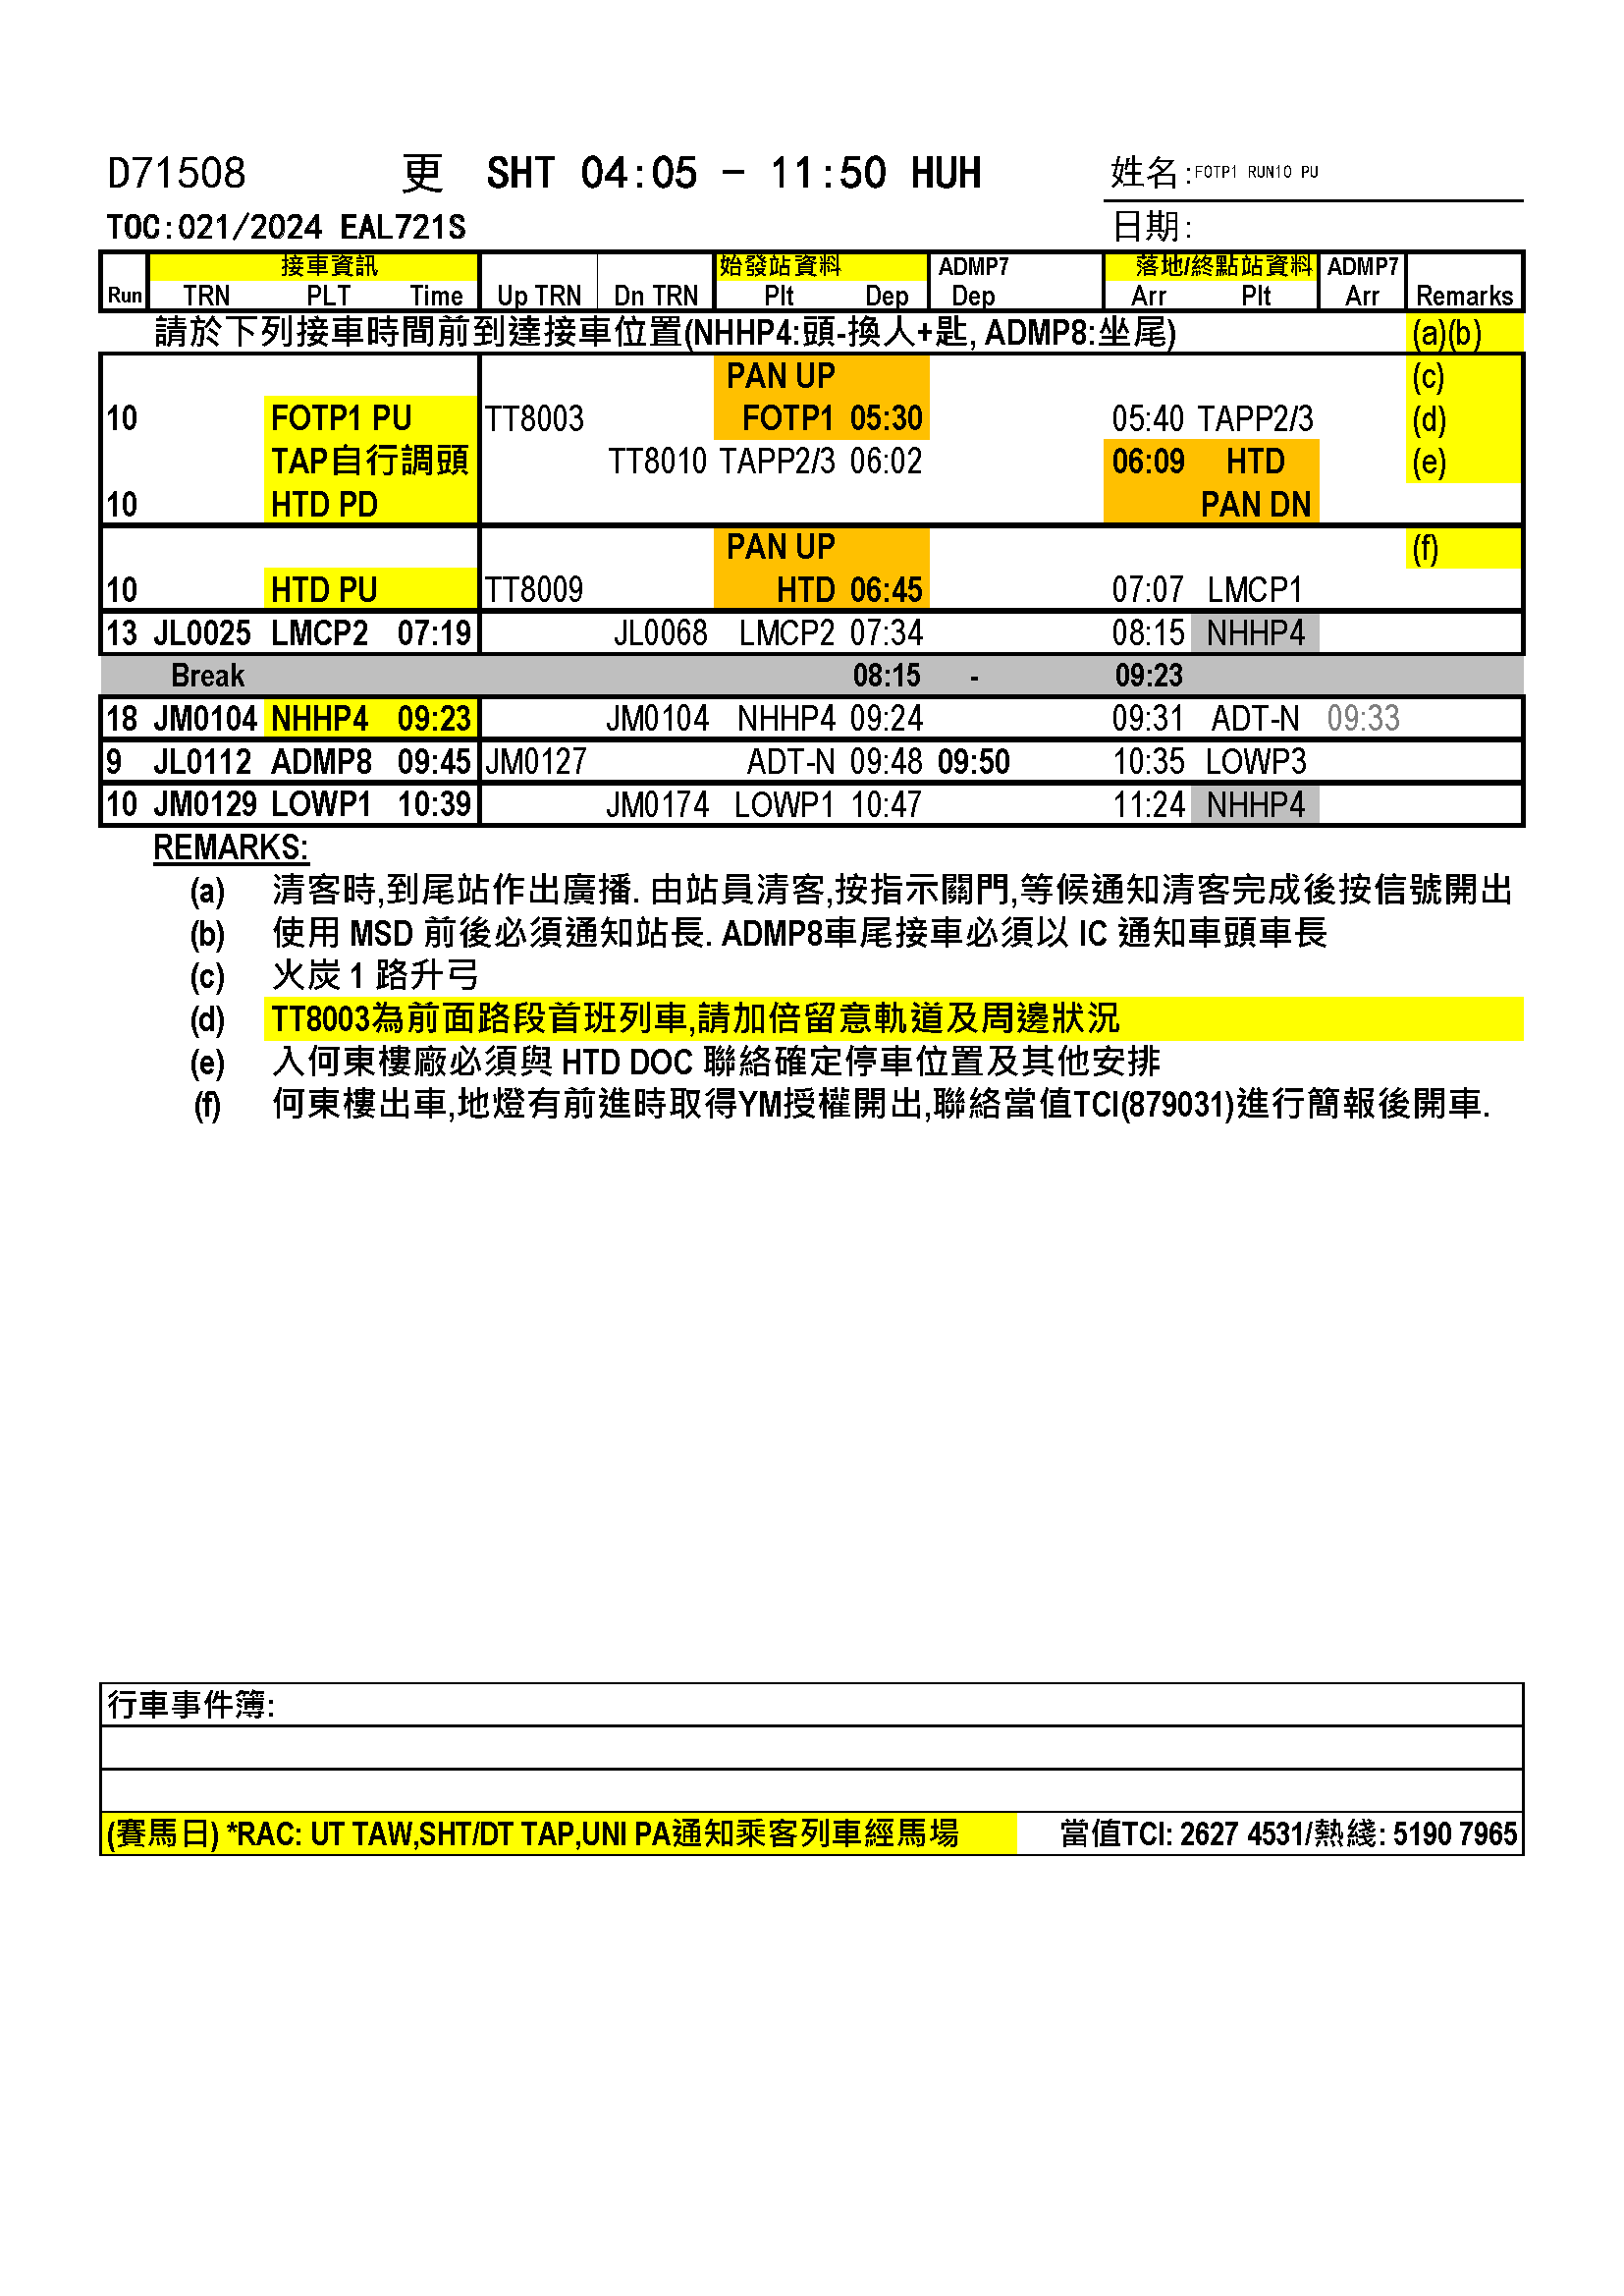 D71508 更 SHT 04:05 - 11:50 HUH 姓名:FOTP1 RUN10 PU
TOC:021/2024 EAL721S 日期:
接車資訊 始發站資料 ADMP7 落地/終點站資料 ADMP7
Run TRN PLT Time Up TRN Dn TRN Plt Dep Dep Arr Plt Arr Remarks
請於下列接車時間前到達接車位置(NHHP4:頭-換人+匙, ADMP8:坐尾) (a)(b)
PAN UP (c)
10 FOTP1 PU TT8003 FOTP1 05:30 05:40 TAPP2/3 (d)
TAP自行調頭 TT8010 TAPP2/3 06:02 06:09 HTD (e)
10 HTD PD PAN DN
PAN UP (f)
10 HTD PU TT8009 HTD 06:45 07:07 LMCP1
13 JL0025 LMCP2 07:19 JL0068 LMCP2 07:34 08:15 NHHP4
Break 08:15 - 09:23
18 JM0104 NHHP4 09:23 JM0104 NHHP4 09:24 09:31 ADT-N 09:33
9 JL0112 ADMP8 09:45 JM0127 ADT-N 09:48 09:50 10:35 LOWP3
10 JM0129 LOWP1 10:39 JM0174 LOWP1 10:47 11:24 NHHP4
REMARKS:
(a) 清客時,到尾站作出廣播. 由站員清客,按指示關門,等候通知清客完成後按信號開出
(b) 使用 MSD 前後必須通知站長. ADMP8車尾接車必須以 IC 通知車頭車長
(c) 火炭 1 路升弓
(d) TT8003為前面路段首班列車,請加倍留意軌道及周邊狀況
(e) 入何東樓廠必須與 HTD DOC 聯絡確定停車位置及其他安排
(f) 何東樓出車,地燈有前進時取得YM授權開出,聯絡當值TCI(879031)進行簡報後開車.
行車事件簿:
(賽馬日) *RAC: UT TAW,SHT/DT TAP,UNI PA通知乘客列車經馬場 當值TCI: 2627 4531/熱綫: 5190 7965